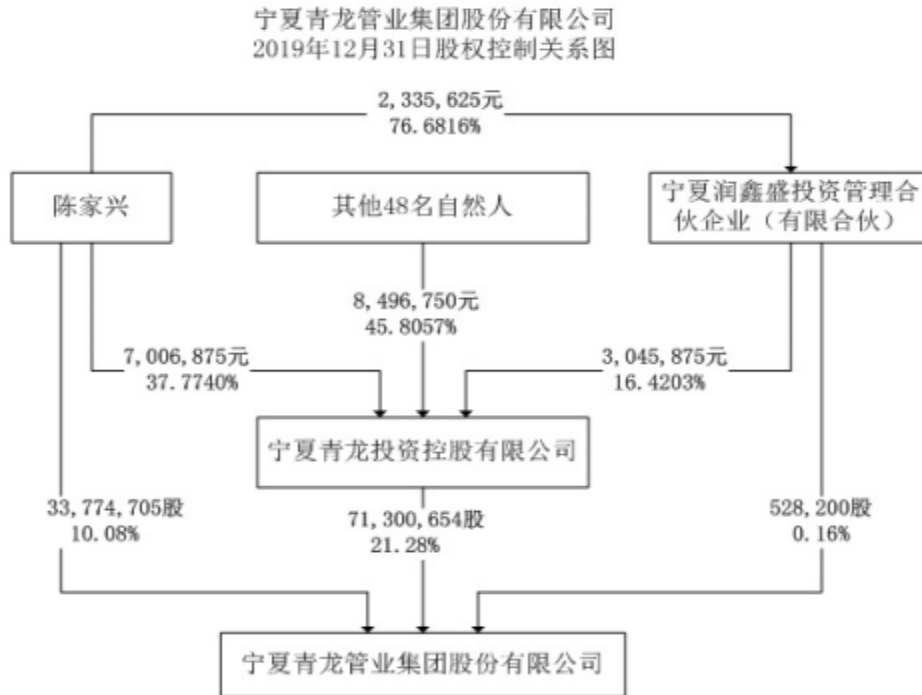 宁夏青龙管业集团股份有限公司
2019年12月31日股权控制关系图
2,335,625元
76.6816%
陈家兴
其他48名自然人
宁夏润鑫盛投资管理合
伙企业（有限合伙）
8,496,750元
45.8057%
7,006,875元
37.7740%
3,045,875元
16.4203%
宁夏青龙投资控股有限公司
33,774,705股
10.08%
71,300,654股
21.28%
528,200股
0.16%
宁夏青龙管业集团股份有限公司